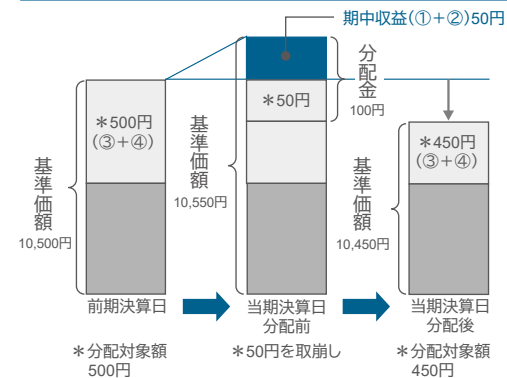 期中収益(①+②)50円
分配金
100円
*50円
*500円
(③+④)
基準価額
10,500円
基準価額
10,550円
*450円
(③+④)
基準価額
10,450円
前期決算日
当期決算日
分配前
当期決算日
分配後
*分配対象額
500円
*50円を取崩し
*分配対象額
450円